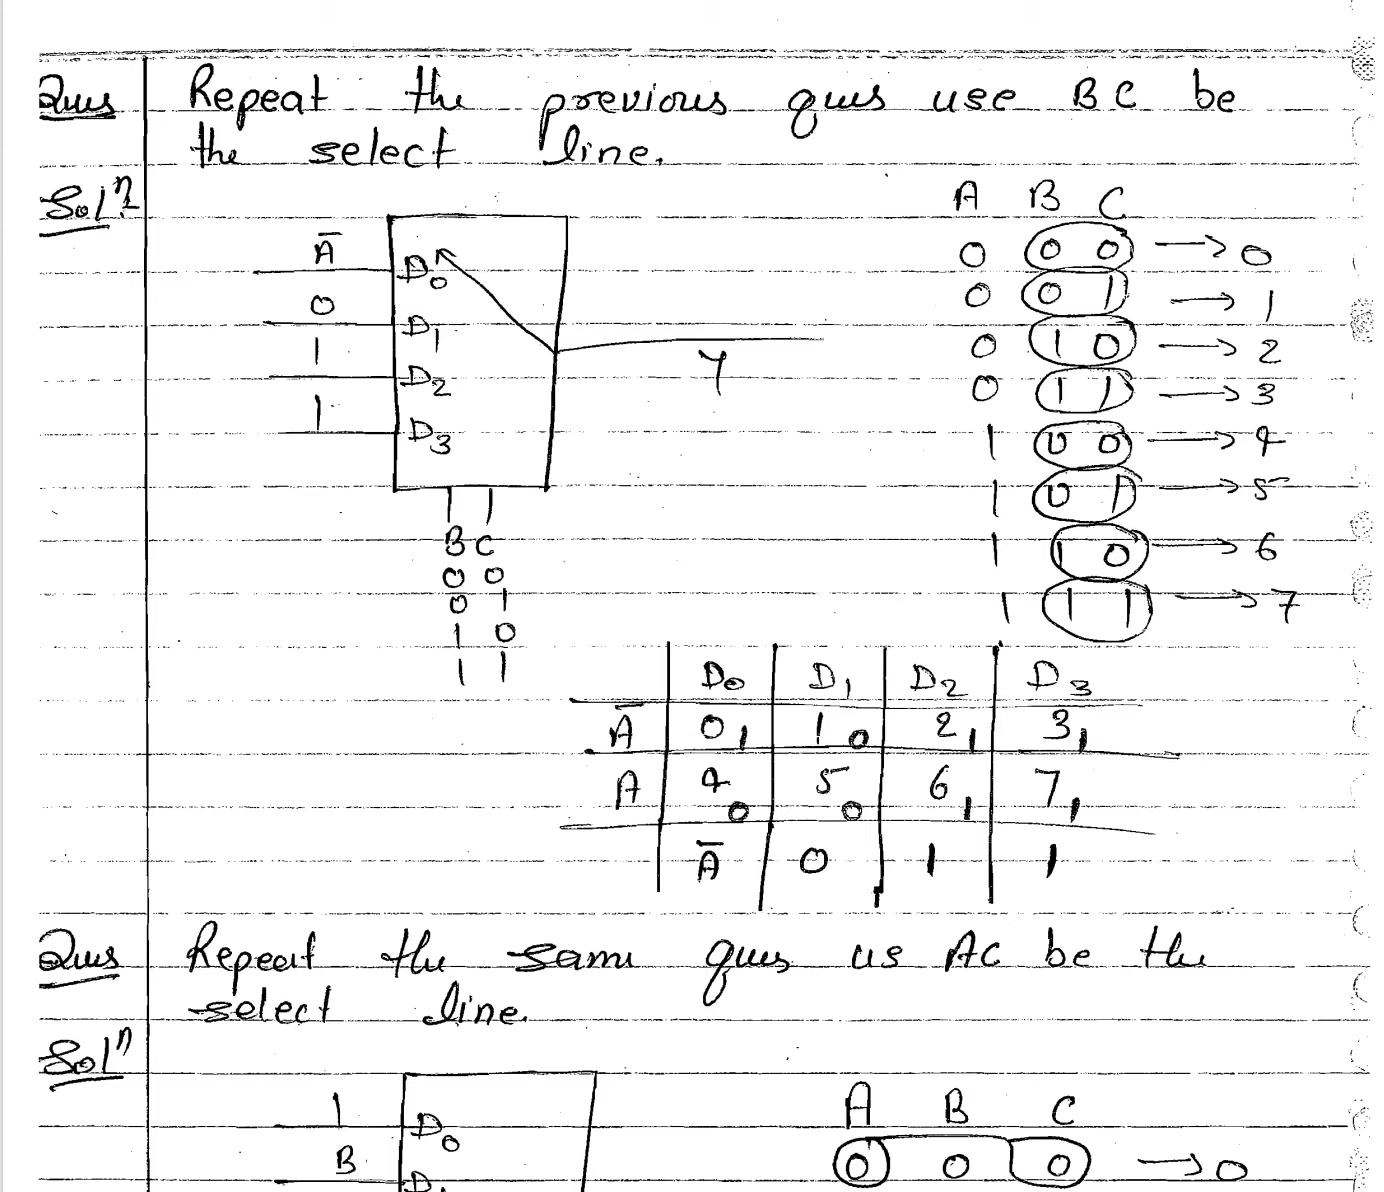 Ques Repeat the previous ques use BC be
the select line.
Solⁿ
A B C
0 0 0 → 0
0 0 1 → 1
0 1 0 → 2
0 1 1 → 3
1 0 0 → 4
1 0 1 → 5
1 1 0 → 6
1 1 1 → 7
Ā D₀
0 D₁
1 D₂
1 D₃
Y
B C
0 0
0 1
1 0
1 1
D₀ D₁ D₂ D₃
Ā 0 1 1 0 2 1 3 1
A 4 0 5 0 6 1 7 1
Ā 0 1 1
Ques Repeat the same ques us AC be the
select line.
Solⁿ
1 D₀
B D₁
A B C
0 0 0 → 0